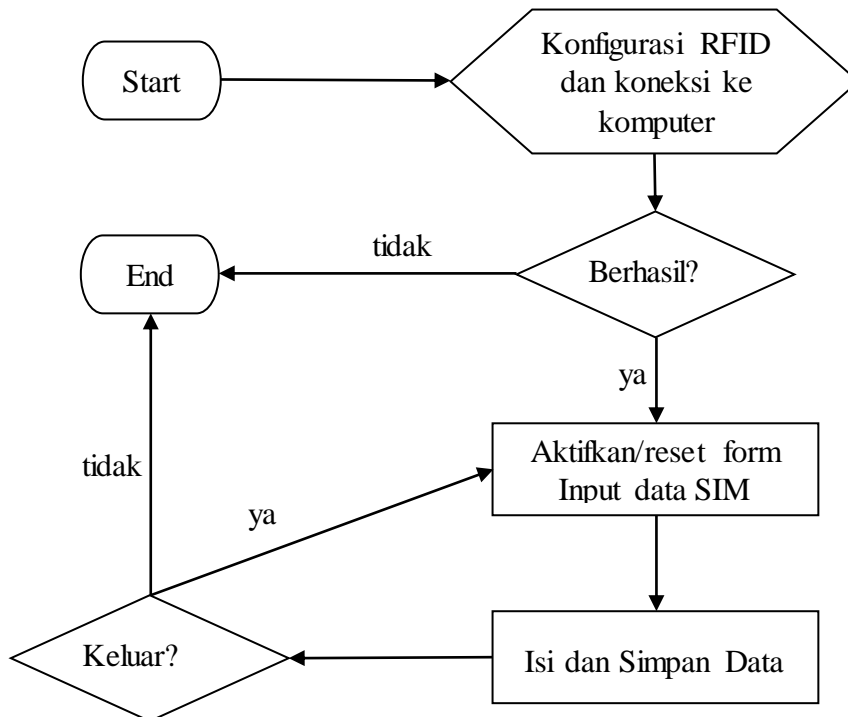 Start
Konfigurasi RFID
dan koneksi ke
komputer
tidak
End
Berhasil?
ya
Aktifkan/reset form
Input data SIM
tidak
ya
Keluar?
Isi dan Simpan Data